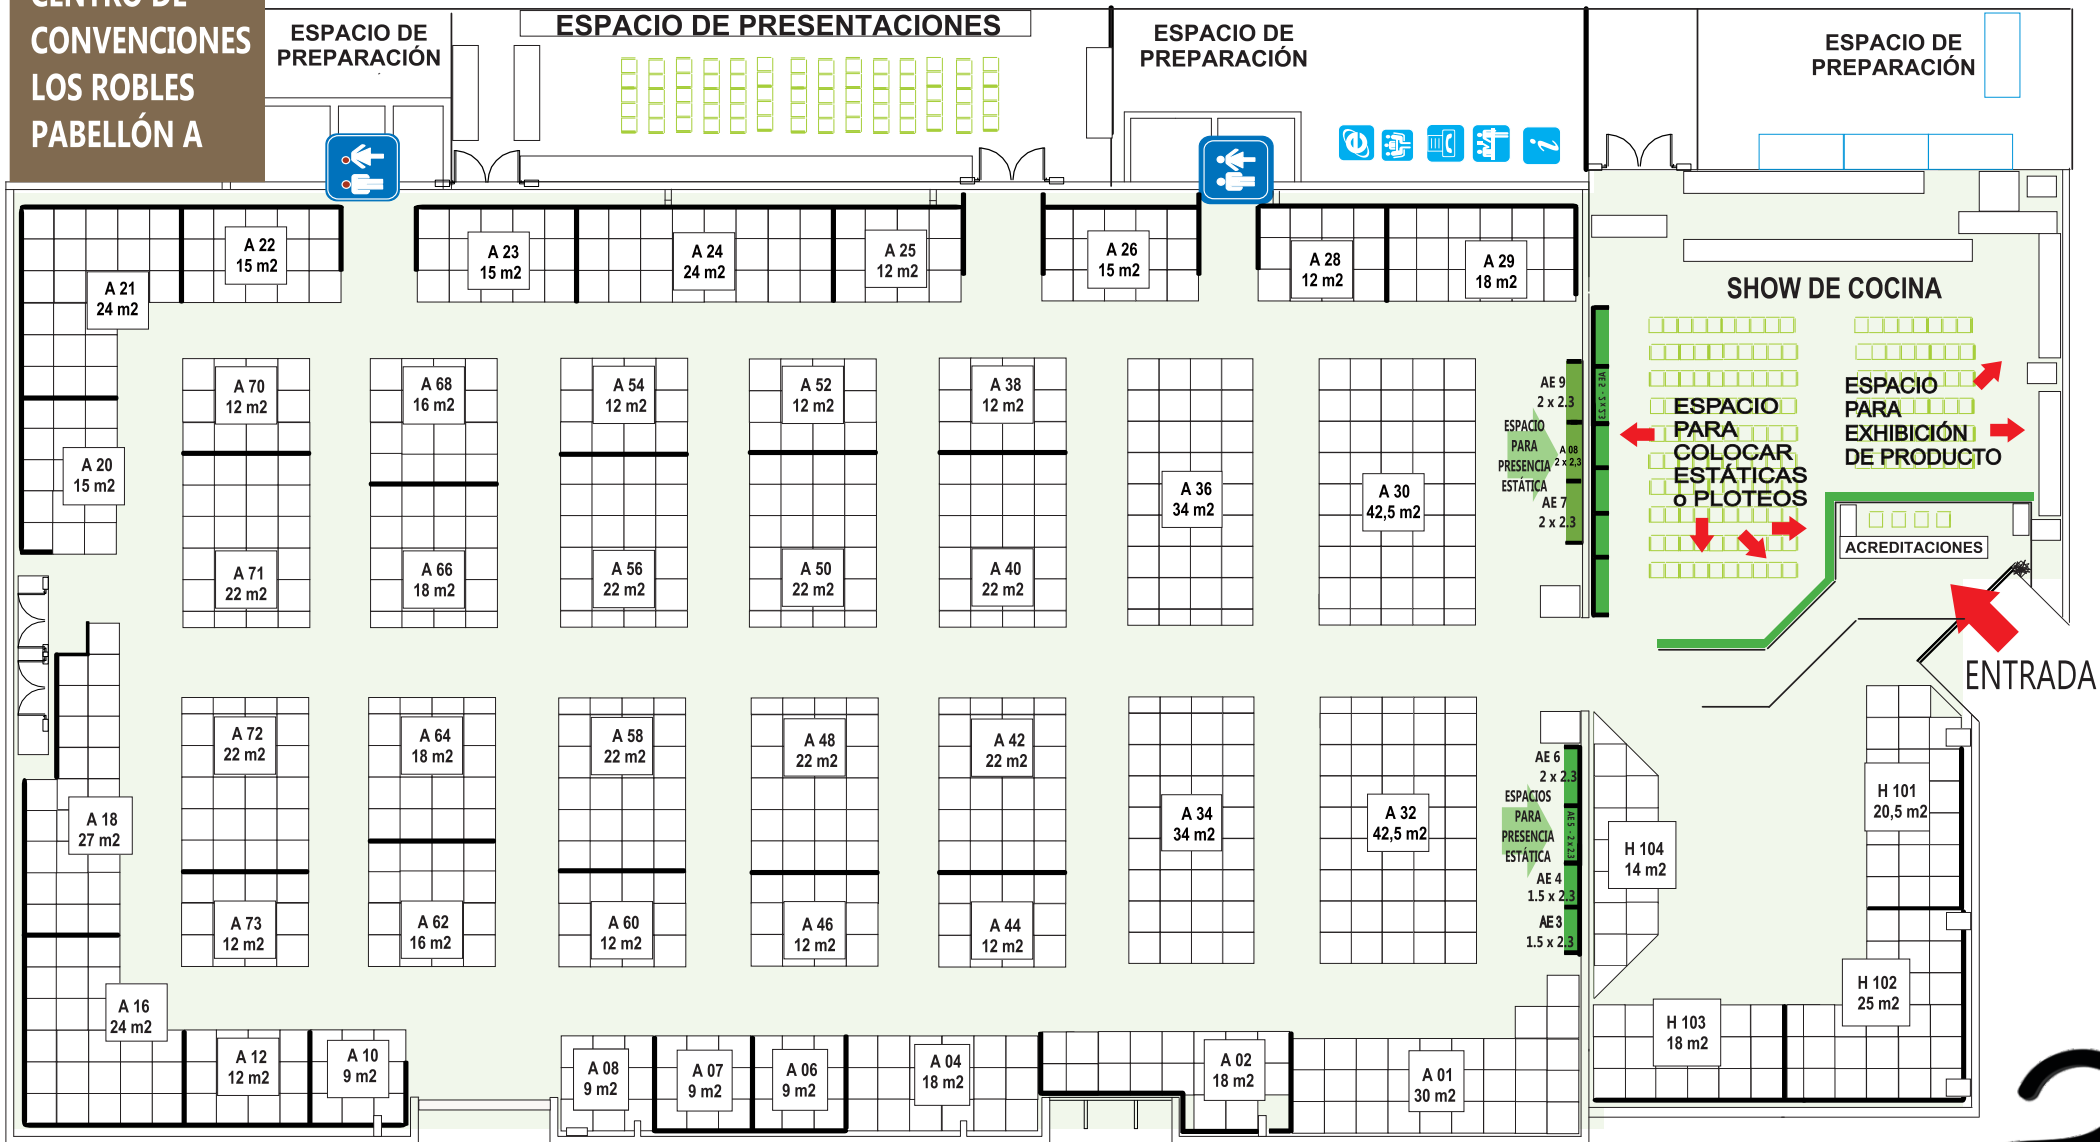 CENTRO DE
CONVENCIONES
LOS ROBLES
PABELLÓN A
ESPACIO DE
PREPARACIÓN
ESPACIO DE PRESENTACIONES
ESPACIO DE
PREPARACIÓN
ESPACIO DE
PREPARACIÓN
A 22
15 m2
A 23
15 m2
A 24
24 m2
A 25
12 m2
A 26
15 m2
A 28
12 m2
A 29
18 m2
A 21
24 m2
SHOW DE COCINA
A 20
15 m2
A 70
12 m2
A 68
16 m2
A 54
12 m2
A 52
12 m2
A 38
12 m2
A 36
34 m2
A 30
42,5 m2
A 71
22 m2
A 66
18 m2
A 56
22 m2
A 50
22 m2
A 40
22 m2
AE 9
2 x 2.3
ESPACIO
PARA
PRESENCIA
ESTÁTICA
A 08
2 x 2,3
AE 7
2 x 2.3
ESPACIO
PARA
COLOCAR
ESTÁTICAS
o PLOTEOS
ESPACIO
PARA
EXHIBICIÓN
DE PRODUCTO
ACREDITACIONES
ENTRADA
A 72
22 m2
A 64
18 m2
A 58
22 m2
A 48
22 m2
A 42
22 m2
A 34
34 m2
A 32
42,5 m2
A 18
27 m2
A 73
12 m2
A 62
16 m2
A 60
12 m2
A 46
12 m2
A 44
12 m2
AE 6
2 x 2.3
ESPACIOS
PARA
PRESENCIA
ESTÁTICA
AE 5 - 2 x 2.3
AE 4
1.5 x 2.3
AE 3
1.5 x 2.3
H 104
14 m2
H 101
20,5 m2
H 102
25 m2
H 103
18 m2
A 16
24 m2
A 12
12 m2
A 10
9 m2
A 08
9 m2
A 07
9 m2
A 06
9 m2
A 04
18 m2
A 02
18 m2
A 01
30 m2